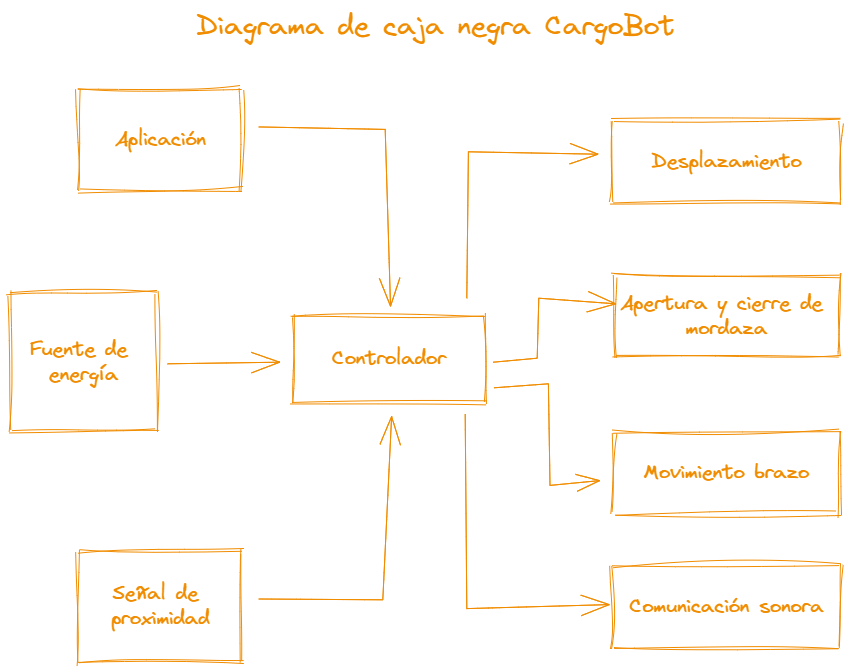 Diagrama de caja negra CargoBot
Aplicación
Desplazamiento
Fuente de
energía
Controlador
Apertura y cierre de
mordaza
Movimiento brazo
Señal de
proximidad
Comunicación sonora